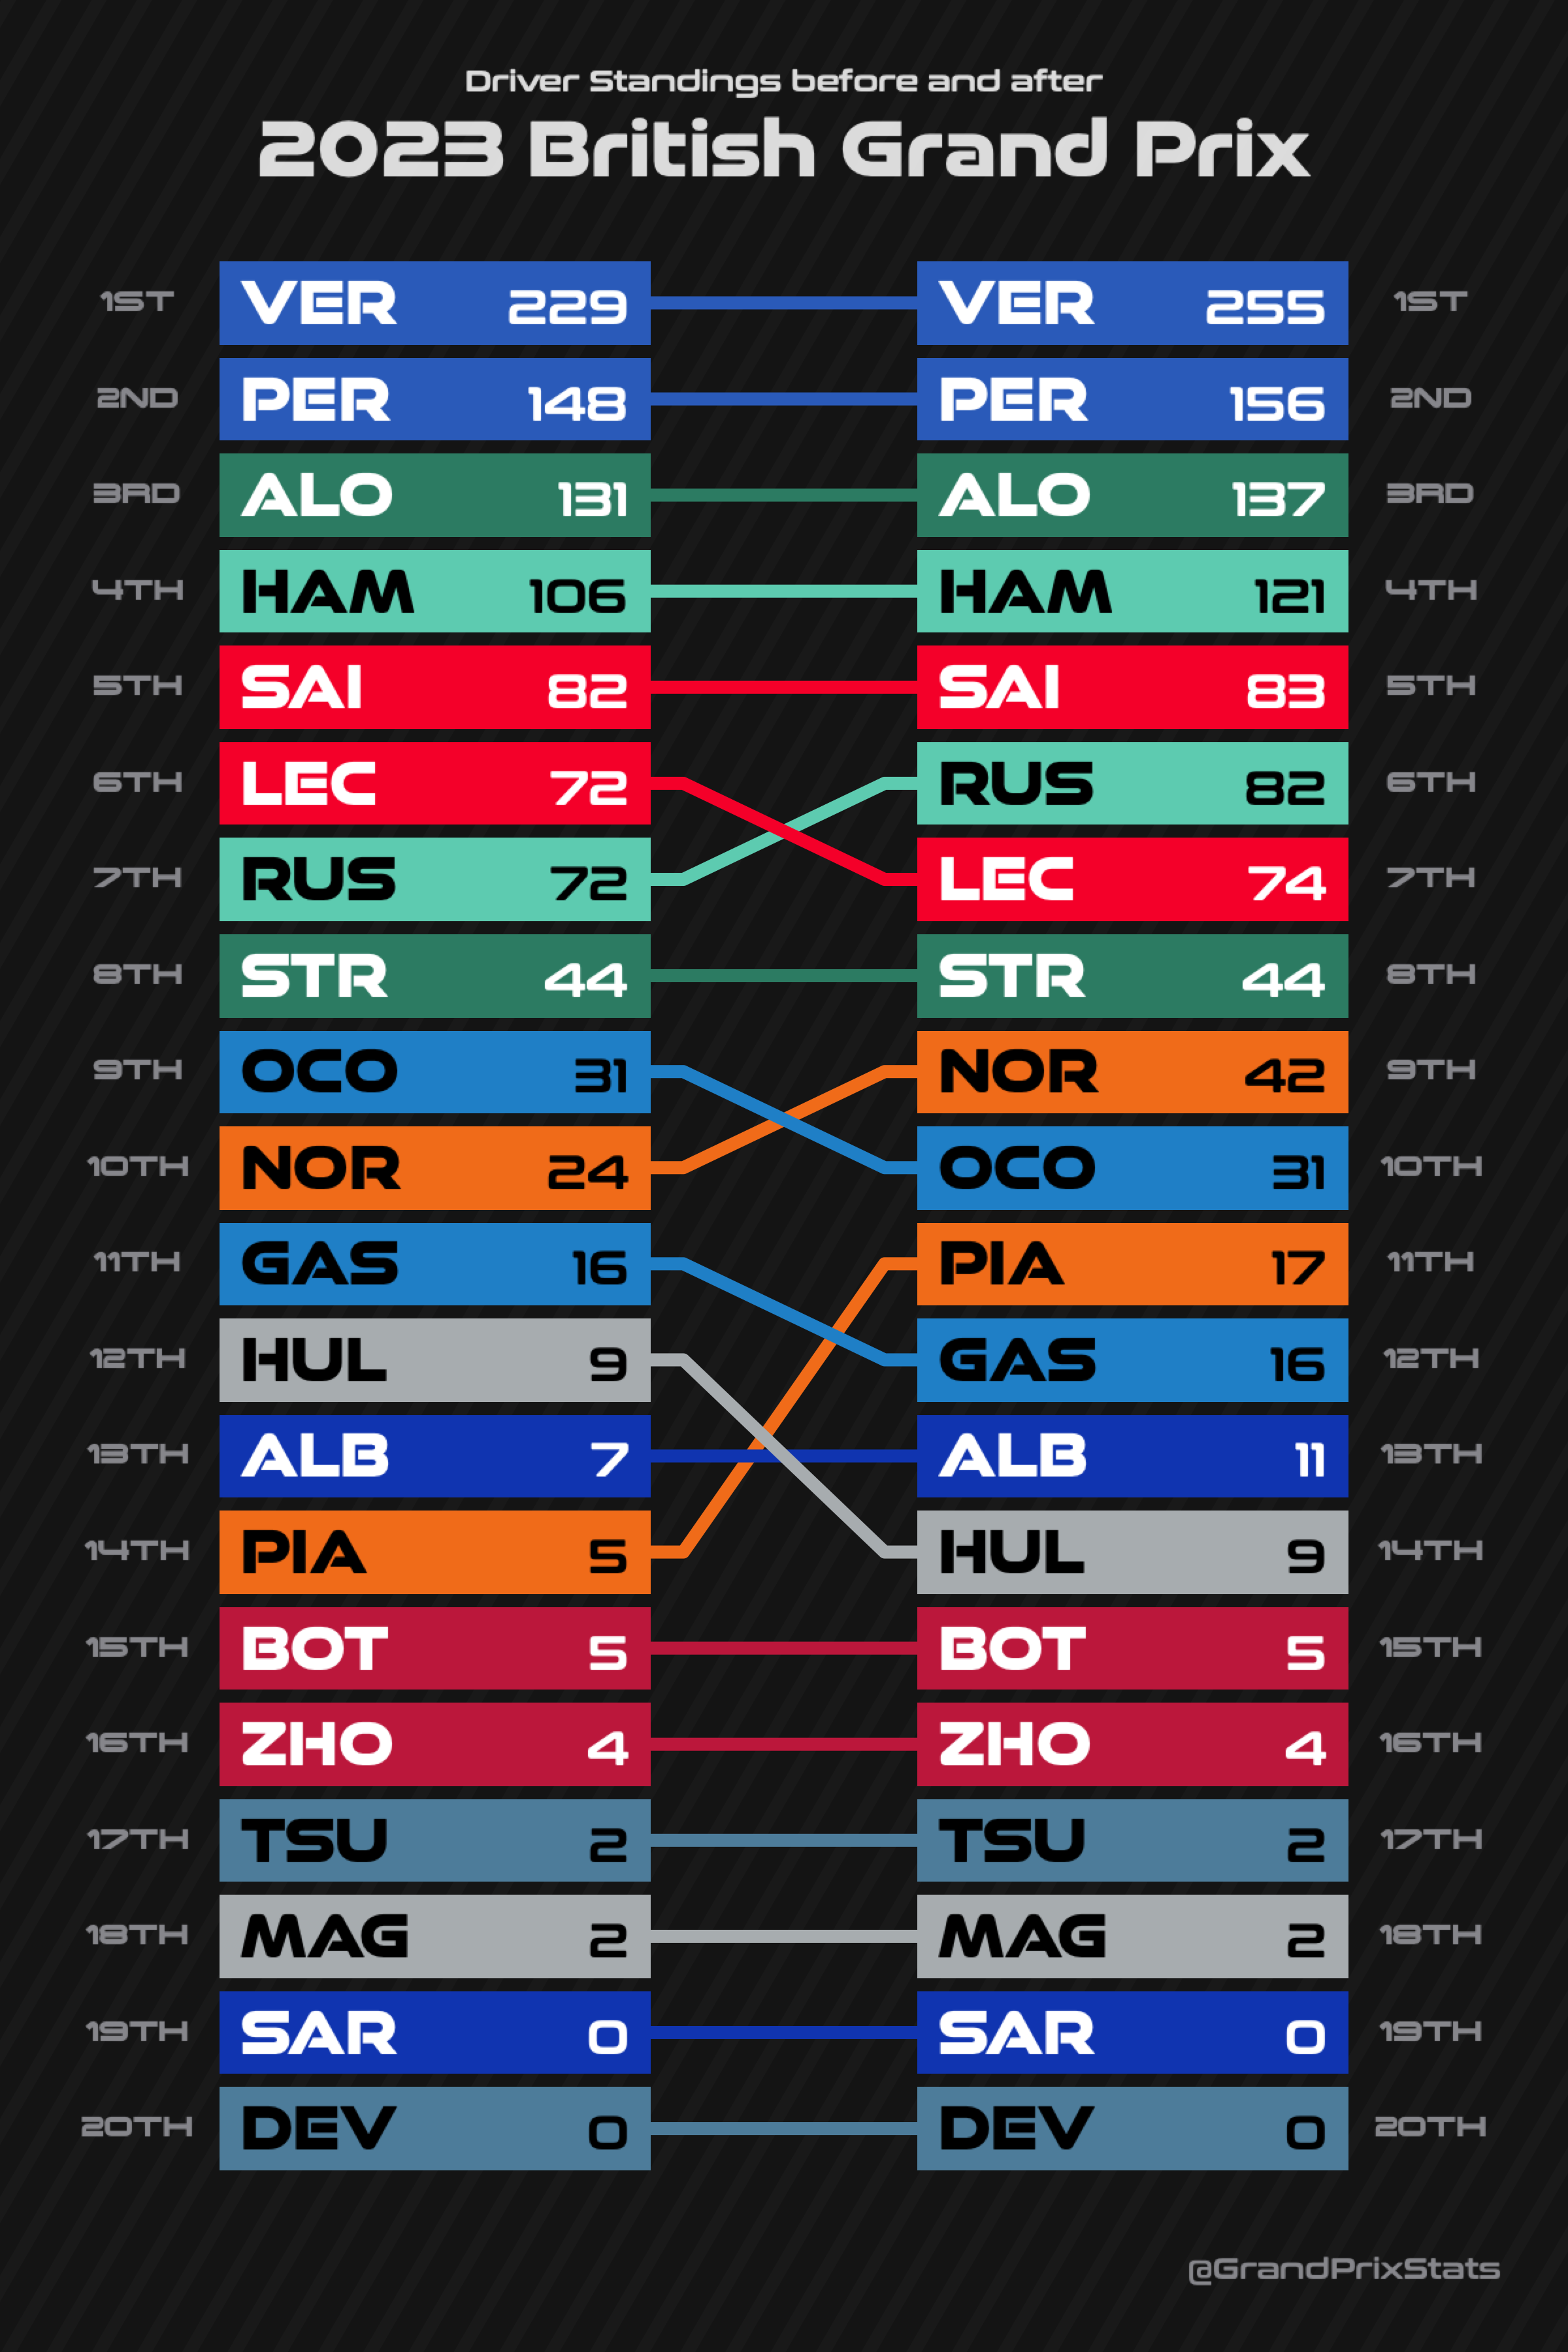 Driver Standings before and after
2023 British Grand Prix
1ST VER 229 VER 255 1ST
2ND PER 148 PER 156 2ND
3RD ALO 131 ALO 137 3RD
4TH HAM 106 HAM 121 4TH
5TH SAI 82 SAI 83 5TH
6TH LEC 72 RUS 82 6TH
7TH RUS 72 LEC 74 7TH
8TH STR 44 STR 44 8TH
9TH OCO 31 NOR 42 9TH
10TH NOR 24 OCO 31 10TH
11TH GAS 16 PIA 17 11TH
12TH HUL 9 GAS 16 12TH
13TH ALB 7 ALB 11 13TH
14TH PIA 5 HUL 9 14TH
15TH BOT 5 BOT 5 15TH
16TH ZHO 4 ZHO 4 16TH
17TH TSU 2 TSU 2 17TH
18TH MAG 2 MAG 2 18TH
19TH SAR 0 SAR 0 19TH
20TH DEV 0 DEV 0 20TH
@GrandPrixStats